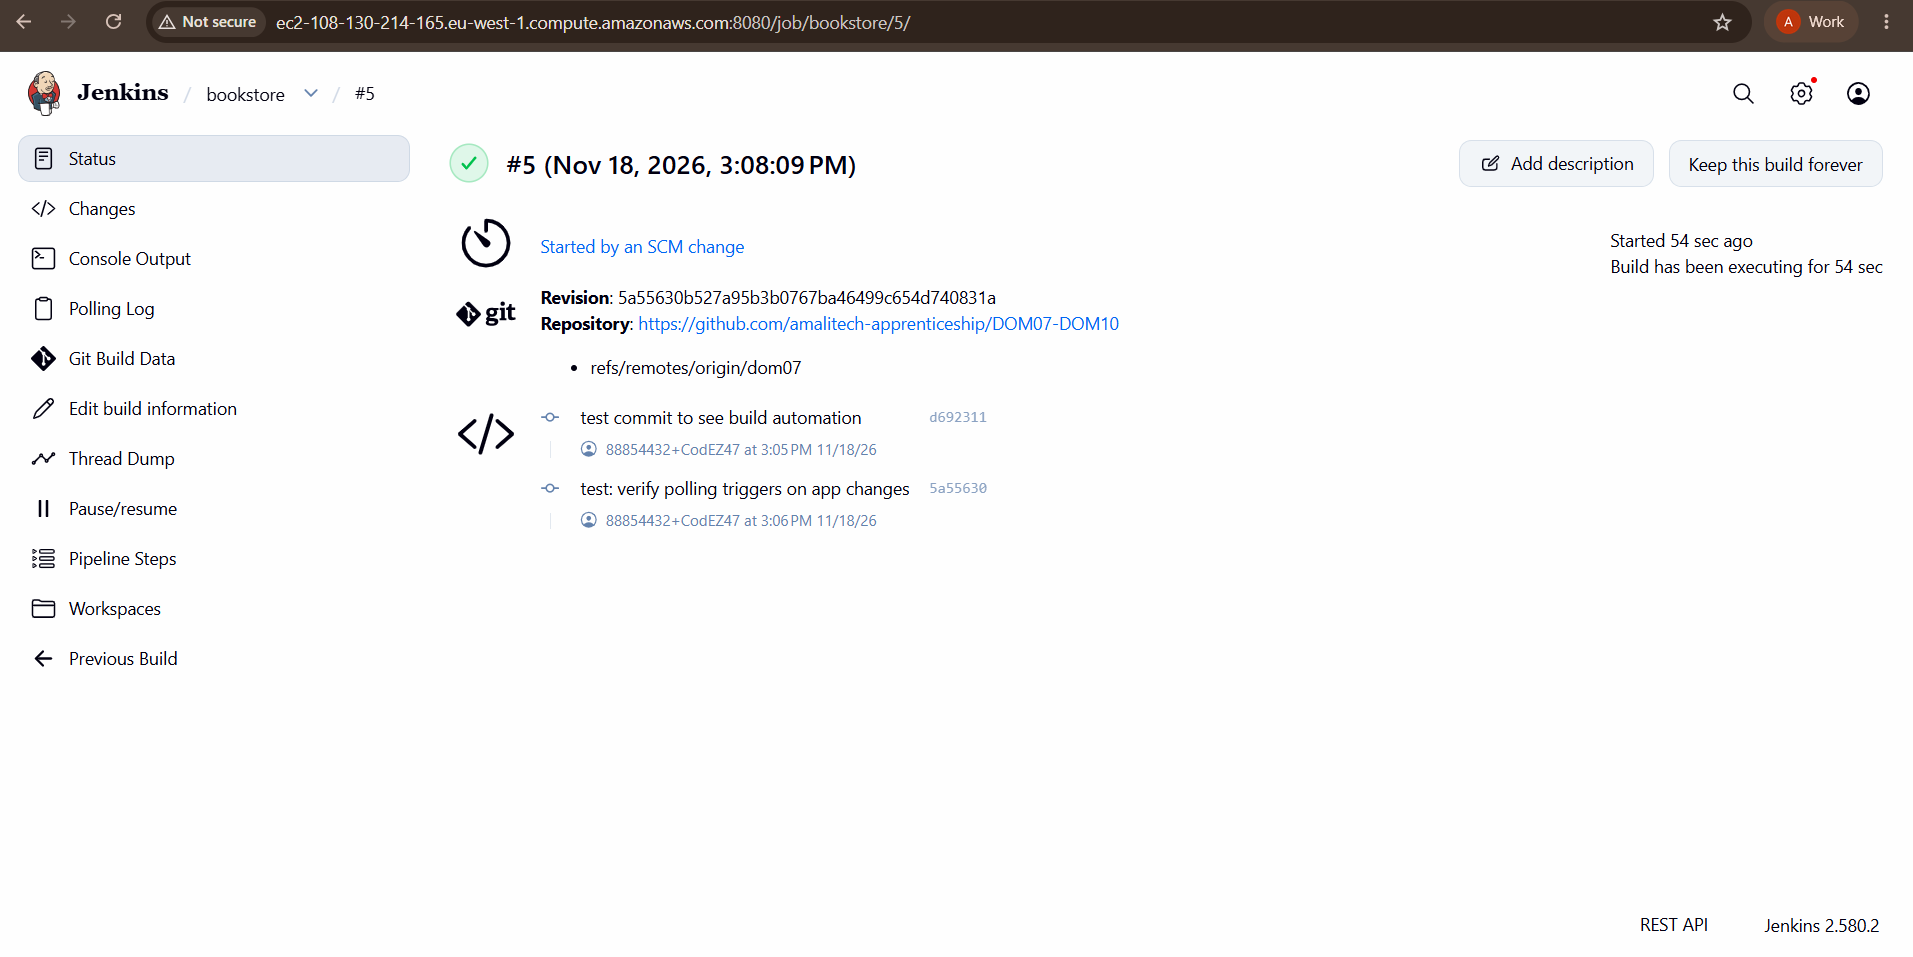 Not secure
ec2-108-130-214-165.eu-west-1.compute.amazonaws.com:8080/job/bookstore/5/
A
Work
Jenkins / bookstore / #5
Status
Changes
Console Output
Polling Log
Git Build Data
Edit build information
Thread Dump
Pause/resume
Pipeline Steps
Workspaces
Previous Build
#5 (Nov 18, 2026, 3:08:09 PM)
Add description
Keep this build forever
Started by an SCM change
Started 54 sec ago
Build has been executing for 54 sec
git
Revision: 5a55630b527a95b3b0767ba46499c654d740831a
Repository: https://github.com/amalitech-apprenticeship/DOM07-DOM10
• refs/remotes/origin/dom07
test commit to see build automation d692311
88854432+CodEZ47 at 3:05 PM 11/18/26
test: verify polling triggers on app changes 5a55630
88854432+CodEZ47 at 3:06 PM 11/18/26
REST API
Jenkins 2.580.2